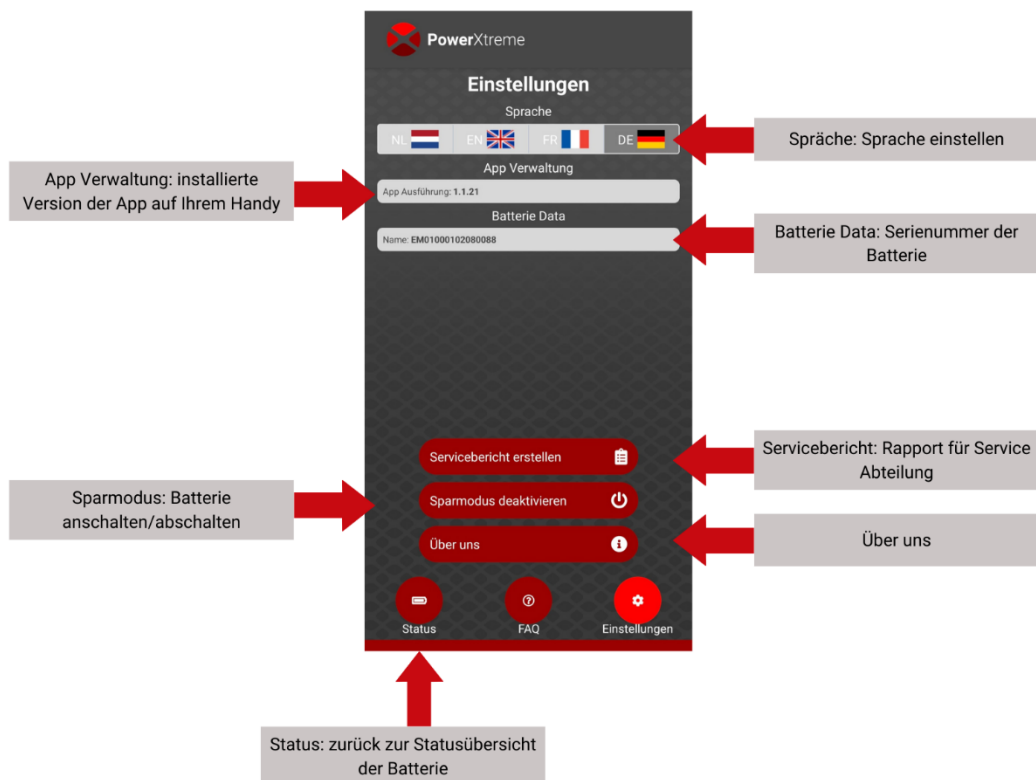 PowerXtreme
Einstellungen
Sprache
NL EN FR DE
Spräche: Sprache einstellen
App Verwaltung
App Verwaltung: installierte
Version der App auf Ihrem Handy
App Ausführung: 1.1.21
Batterie Data
Name: EM01000102080088
Batterie Data: Serienummer der
Batterie
Servicebericht erstellen
Servicebericht: Rapport für Service
Abteilung
Sparmodus: Batterie
anschalten/abschalten
Sparmodus deaktivieren
Über uns
Über uns
Status
FAQ
Einstellungen
Status: zurück zur Statusübersicht
der Batterie